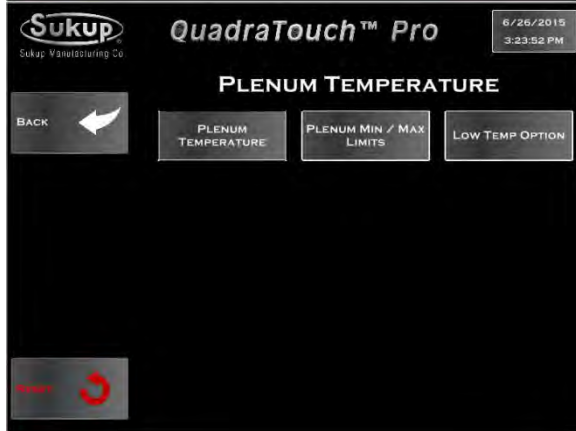 Sukup
Sukup Manufacturing Co.
QuadraTouch™ Pro
6/26/2015
3:23:52 PM
PLENUM TEMPERATURE
BACK
PLENUM
TEMPERATURE
PLENUM MIN / MAX
LIMITS
LOW TEMP OPTION
RESET